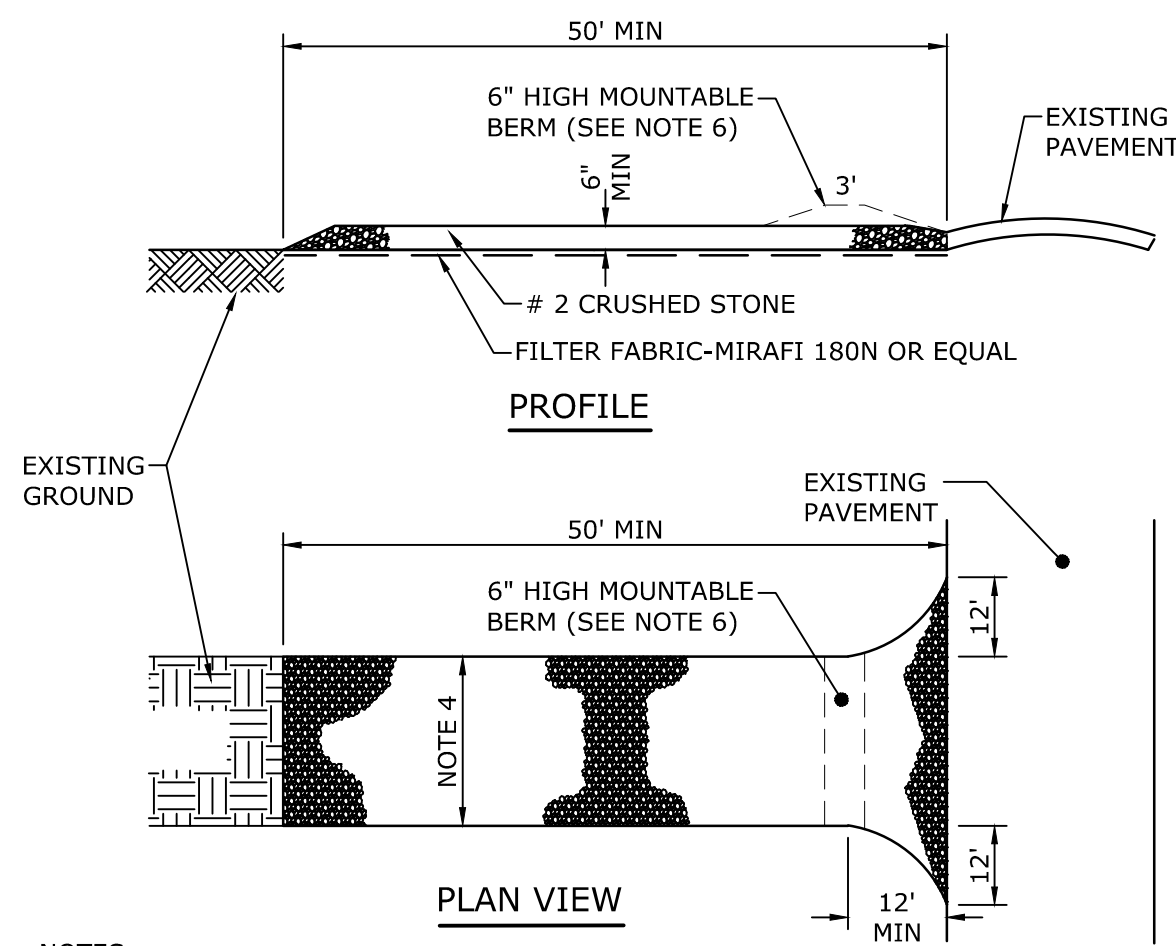 50' MIN
6" HIGH MOUNTABLE
BERM (SEE NOTE 6)
EXISTING
PAVEMENT
6"
MIN
3'
# 2 CRUSHED STONE
FILTER FABRIC-MIRAFI 180N OR EQUAL
PROFILE
EXISTING
GROUND
EXISTING
PAVEMENT
50' MIN
6" HIGH MOUNTABLE
BERM (SEE NOTE 6)
12'
NOTE 4
12'
PLAN VIEW
12'
MIN
NOTES